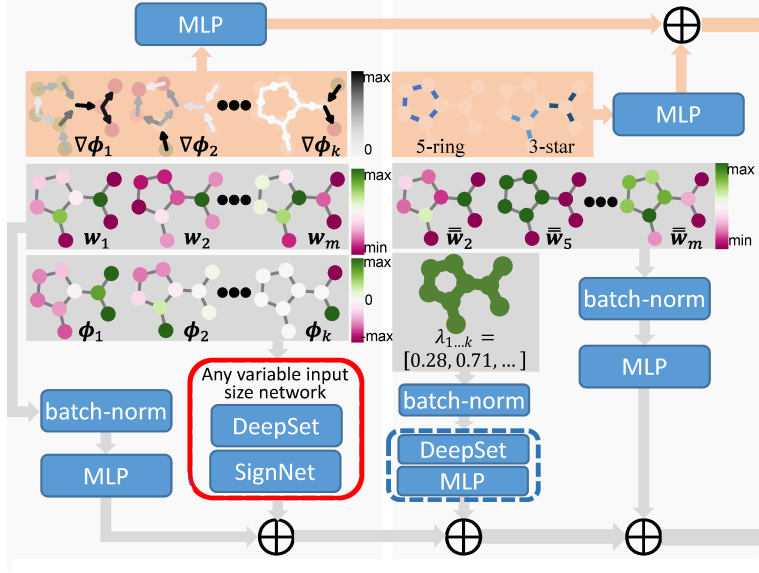 MLP
max
0
∇ϕ₁
∇ϕ₂
∇ϕₖ
5-ring
3-star
MLP
max
min
w₁
w₂
wₘ
max
min
w̿₂
w̿₅
w̿ₘ
max
0
-max
ϕ₁
ϕ₂
ϕₖ
λ₁…ₖ =
[0.28, 0.71, … ]
batch-norm
MLP
Any variable input
size network
DeepSet
SignNet
batch-norm
MLP
batch-norm
DeepSet
MLP